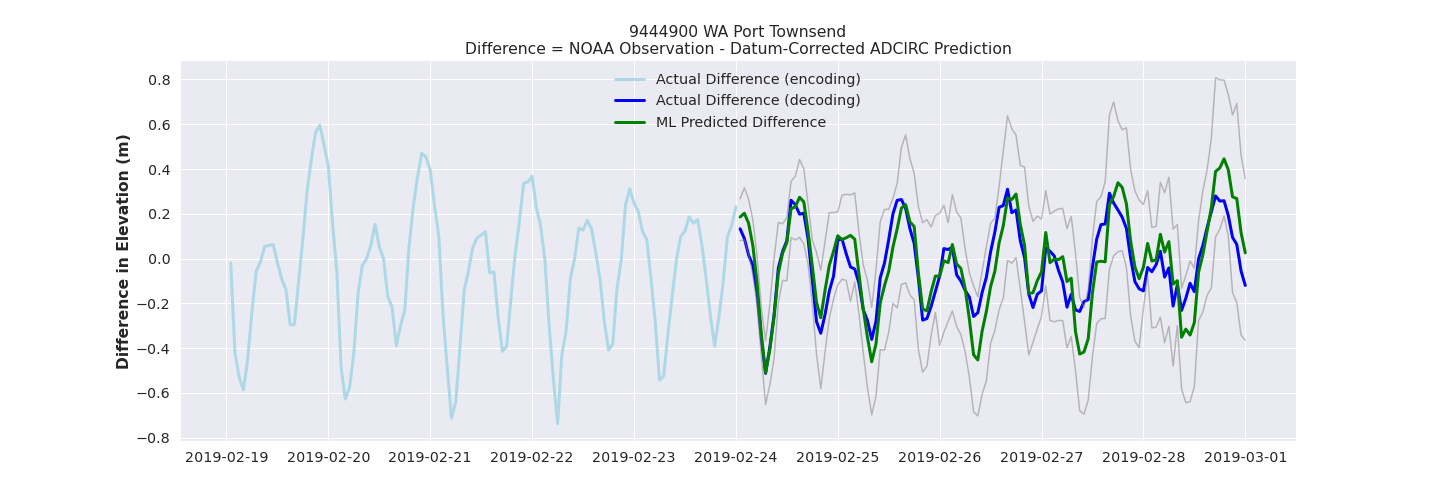 9444900 WA Port Townsend
Difference = NOAA Observation - Datum-Corrected ADCIRC Prediction
Actual Difference (encoding)
Actual Difference (decoding)
ML Predicted Difference
Difference in Elevation (m)
0.8
0.6
0.4
0.2
0.0
−0.2
−0.4
−0.6
−0.8
2019-02-19 2019-02-20 2019-02-21 2019-02-22 2019-02-23 2019-02-24 2019-02-25 2019-02-26 2019-02-27 2019-02-28 2019-03-01